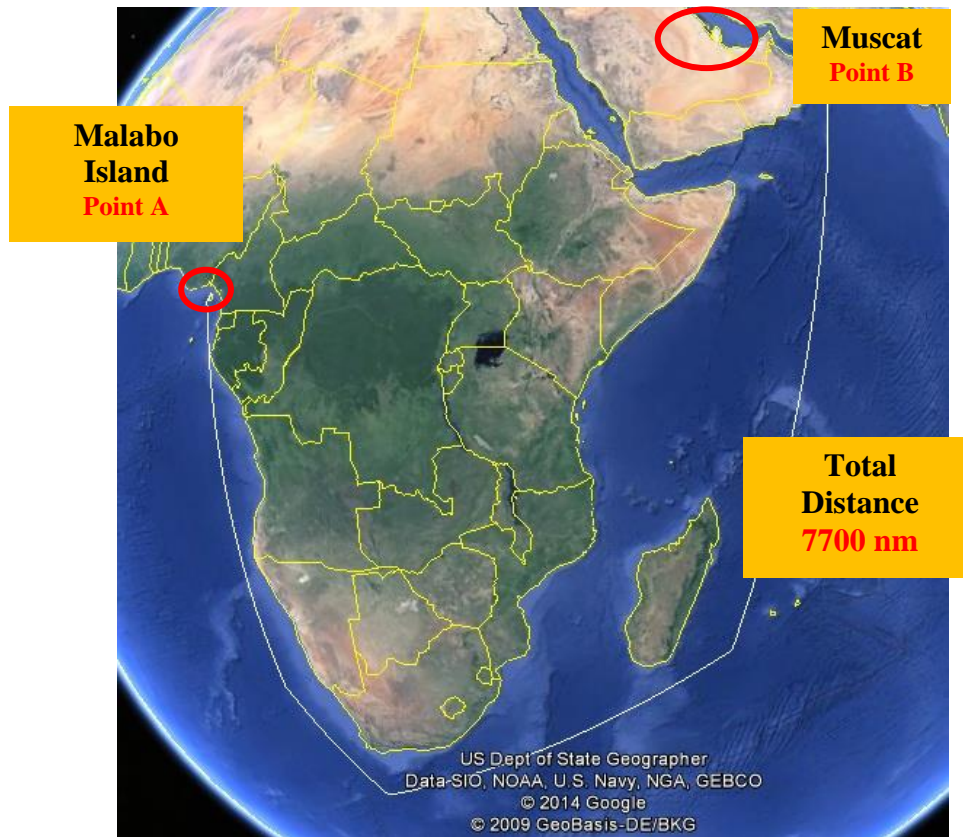 Muscat
Point B
Malabo
Island
Point A
Total
Distance
7700 nm
US Dept of State Geographer
Data SIO, NOAA, U.S. Navy, NGA, GEBCO
© 2014 Google
© 2009 GeoBasis-DE/BKG